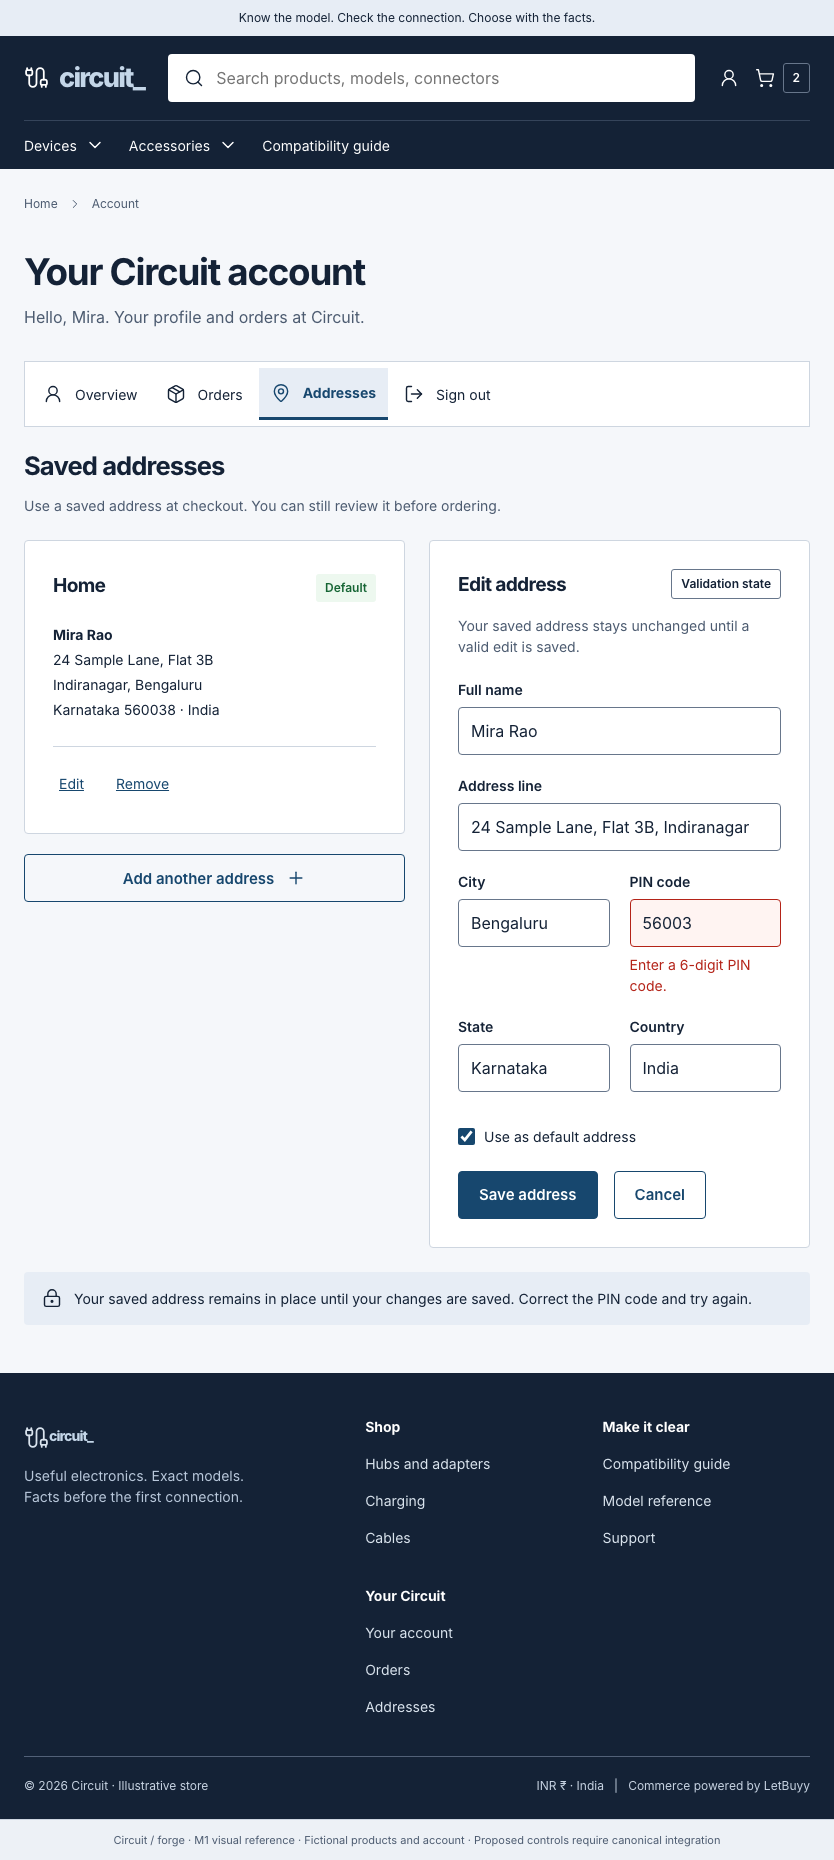 Know the model. Check the connection. Choose with the facts.
circuit_
Search products, models, connectors
2
Devices
Accessories
Compatibility guide
Home
Account
Your Circuit account
Hello, Mira. Your profile and orders at Circuit.
Overview
Orders
Addresses
Sign out
Saved addresses
Use a saved address at checkout. You can still review it before ordering.
Home
Default
Mira Rao
24 Sample Lane, Flat 3B
Indiranagar, Bengaluru
Karnataka 560038 · India
Edit
Remove
Add another address
Edit address
Validation state
Your saved address stays unchanged until a
valid edit is saved.
Full name
Mira Rao
Address line
24 Sample Lane, Flat 3B, Indiranagar
City
PIN code
Bengaluru
56003
Enter a 6-digit PIN
code.
State
Country
Karnataka
India
Use as default address
Save address
Cancel
Your saved address remains in place until your changes are saved. Correct the PIN code and try again.
circuit_
Useful electronics. Exact models.
Facts before the first connection.
Shop
Hubs and adapters
Charging
Cables
Make it clear
Compatibility guide
Model reference
Support
Your Circuit
Your account
Orders
Addresses
© 2026 Circuit · Illustrative store
INR ₹ · India | Commerce powered by LetBuyy
Circuit / forge · M1 visual reference · Fictional products and account · Proposed controls require canonical integration